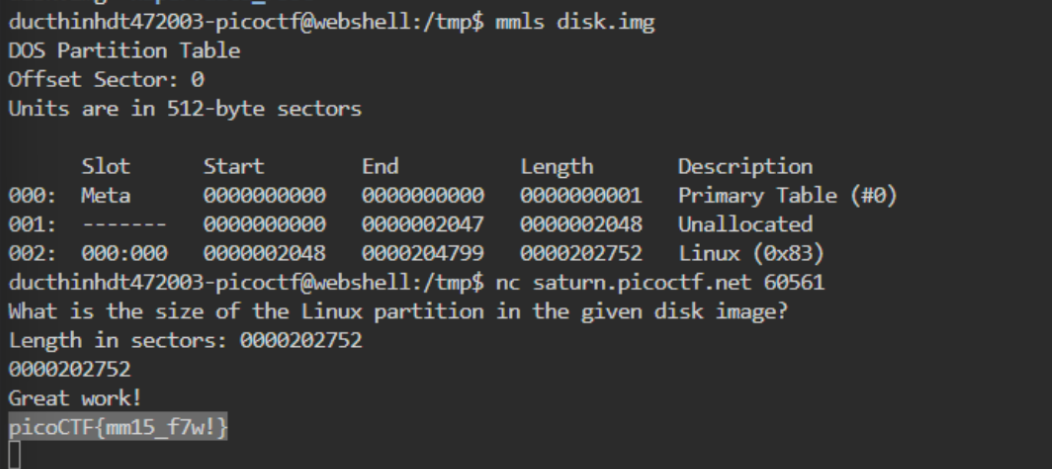 ducthinhdt472003-picoctf@webshell:/tmp$ mmls disk.img
DOS Partition Table
Offset Sector: 0
Units are in 512-byte sectors
Slot Start End Length Description
000: Meta 0000000000 0000000000 0000000001 Primary Table (#0)
001: ------- 0000000000 0000002047 0000002048 Unallocated
002: 000:000 0000002048 0000204799 0000202752 Linux (0x83)
ducthinhdt472003-picoctf@webshell:/tmp$ nc saturn.picoctf.net 60561
What is the size of the Linux partition in the given disk image?
Length in sectors: 0000202752
0000202752
Great work!
picoCTF{mm15_f7w!}